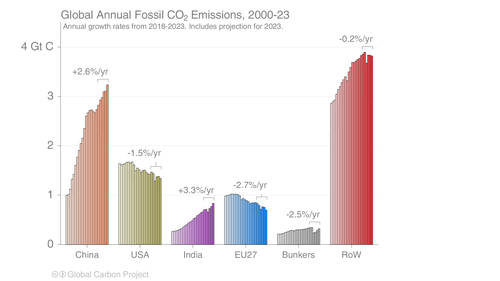 Global Annual Fossil CO₂ Emissions, 2000-23
Annual growth rates from 2018-2023. Includes projection for 2023.
4 Gt C
3
2
1
0
+2.6%/yr
-1.5%/yr
+3.3%/yr
-2.7%/yr
-2.5%/yr
-0.2%/yr
China
USA
India
EU27
Bunkers
RoW
Global Carbon Project